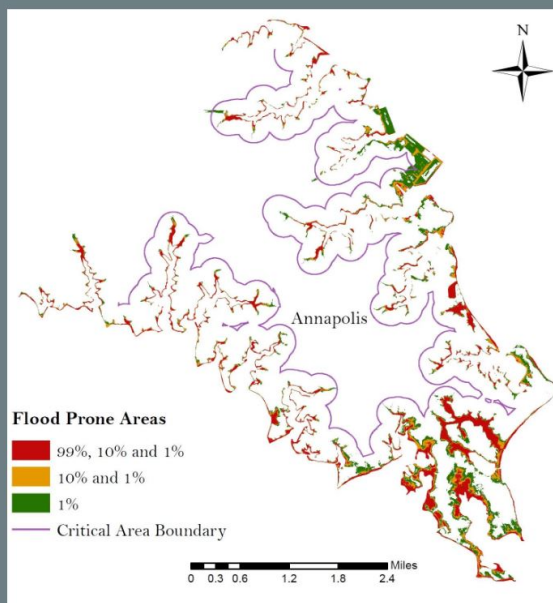 N
Annapolis
Flood Prone Areas
99%, 10% and 1%
10% and 1%
1%
Critical Area Boundary
Miles
0 0.3 0.6 1.2 1.8 2.4